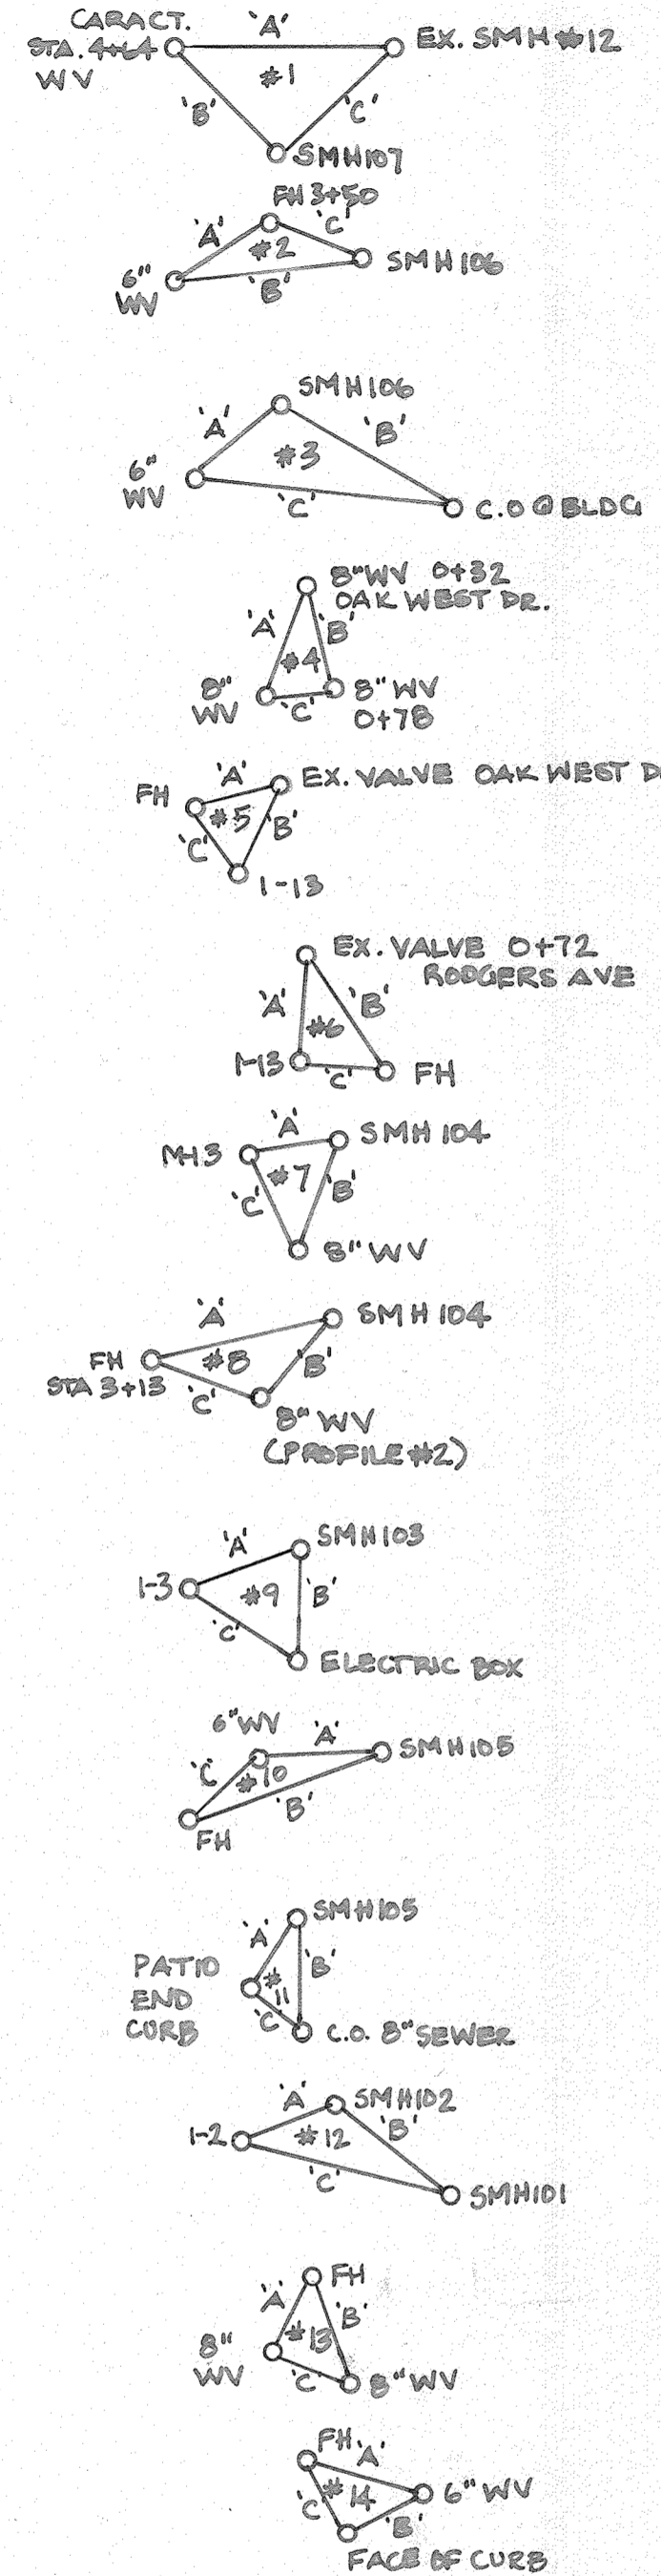 CARACT.
STA. 4+64
WV
'A'
EX. SMH #12
#1
'B'
'C'
SMH107
FH 3+50
'A'
'C'
#2
SMH106
6"
WV
'B'
SMH106
'A'
'B'
#3
6"
WV
'C'
C.O @ BLDG
8" WV 0+32
OAK WEST DR.
'A'
'B'
#4
8"
WV
'C'
8" WV
0+78
'A'
EX. VALVE OAK WEST
FH
#5
'B'
'C'
1-13
EX. VALVE 0+72
RODGERS AVE
'A'
'B'
#6
1-13
'C'
FH
'A'
SMH 104
#7
'C'
'B'
8" WV
'A'
SMH 104
FH
STA 3+13
#8
'B'
'C'
8" WV
(PROFILE #2)
'A'
SMH103
1-3
#9
'B'
'C'
ELECTRIC BOX
6" WV
'A'
SMH105
'C'
#10
'B'
FH
SMH105
'A'
'B'
PATIO
END
CURB
#
11
'C'
C.O. 8" SEWER
'A'
SMH102
1-2
#12
'B'
'C'
SMH101
FH
'A'
'B'
#13
8"
WV
'C'
8" WV
FH
'A'
#14
6" WV
'C'
'B'
FACE OF CURB